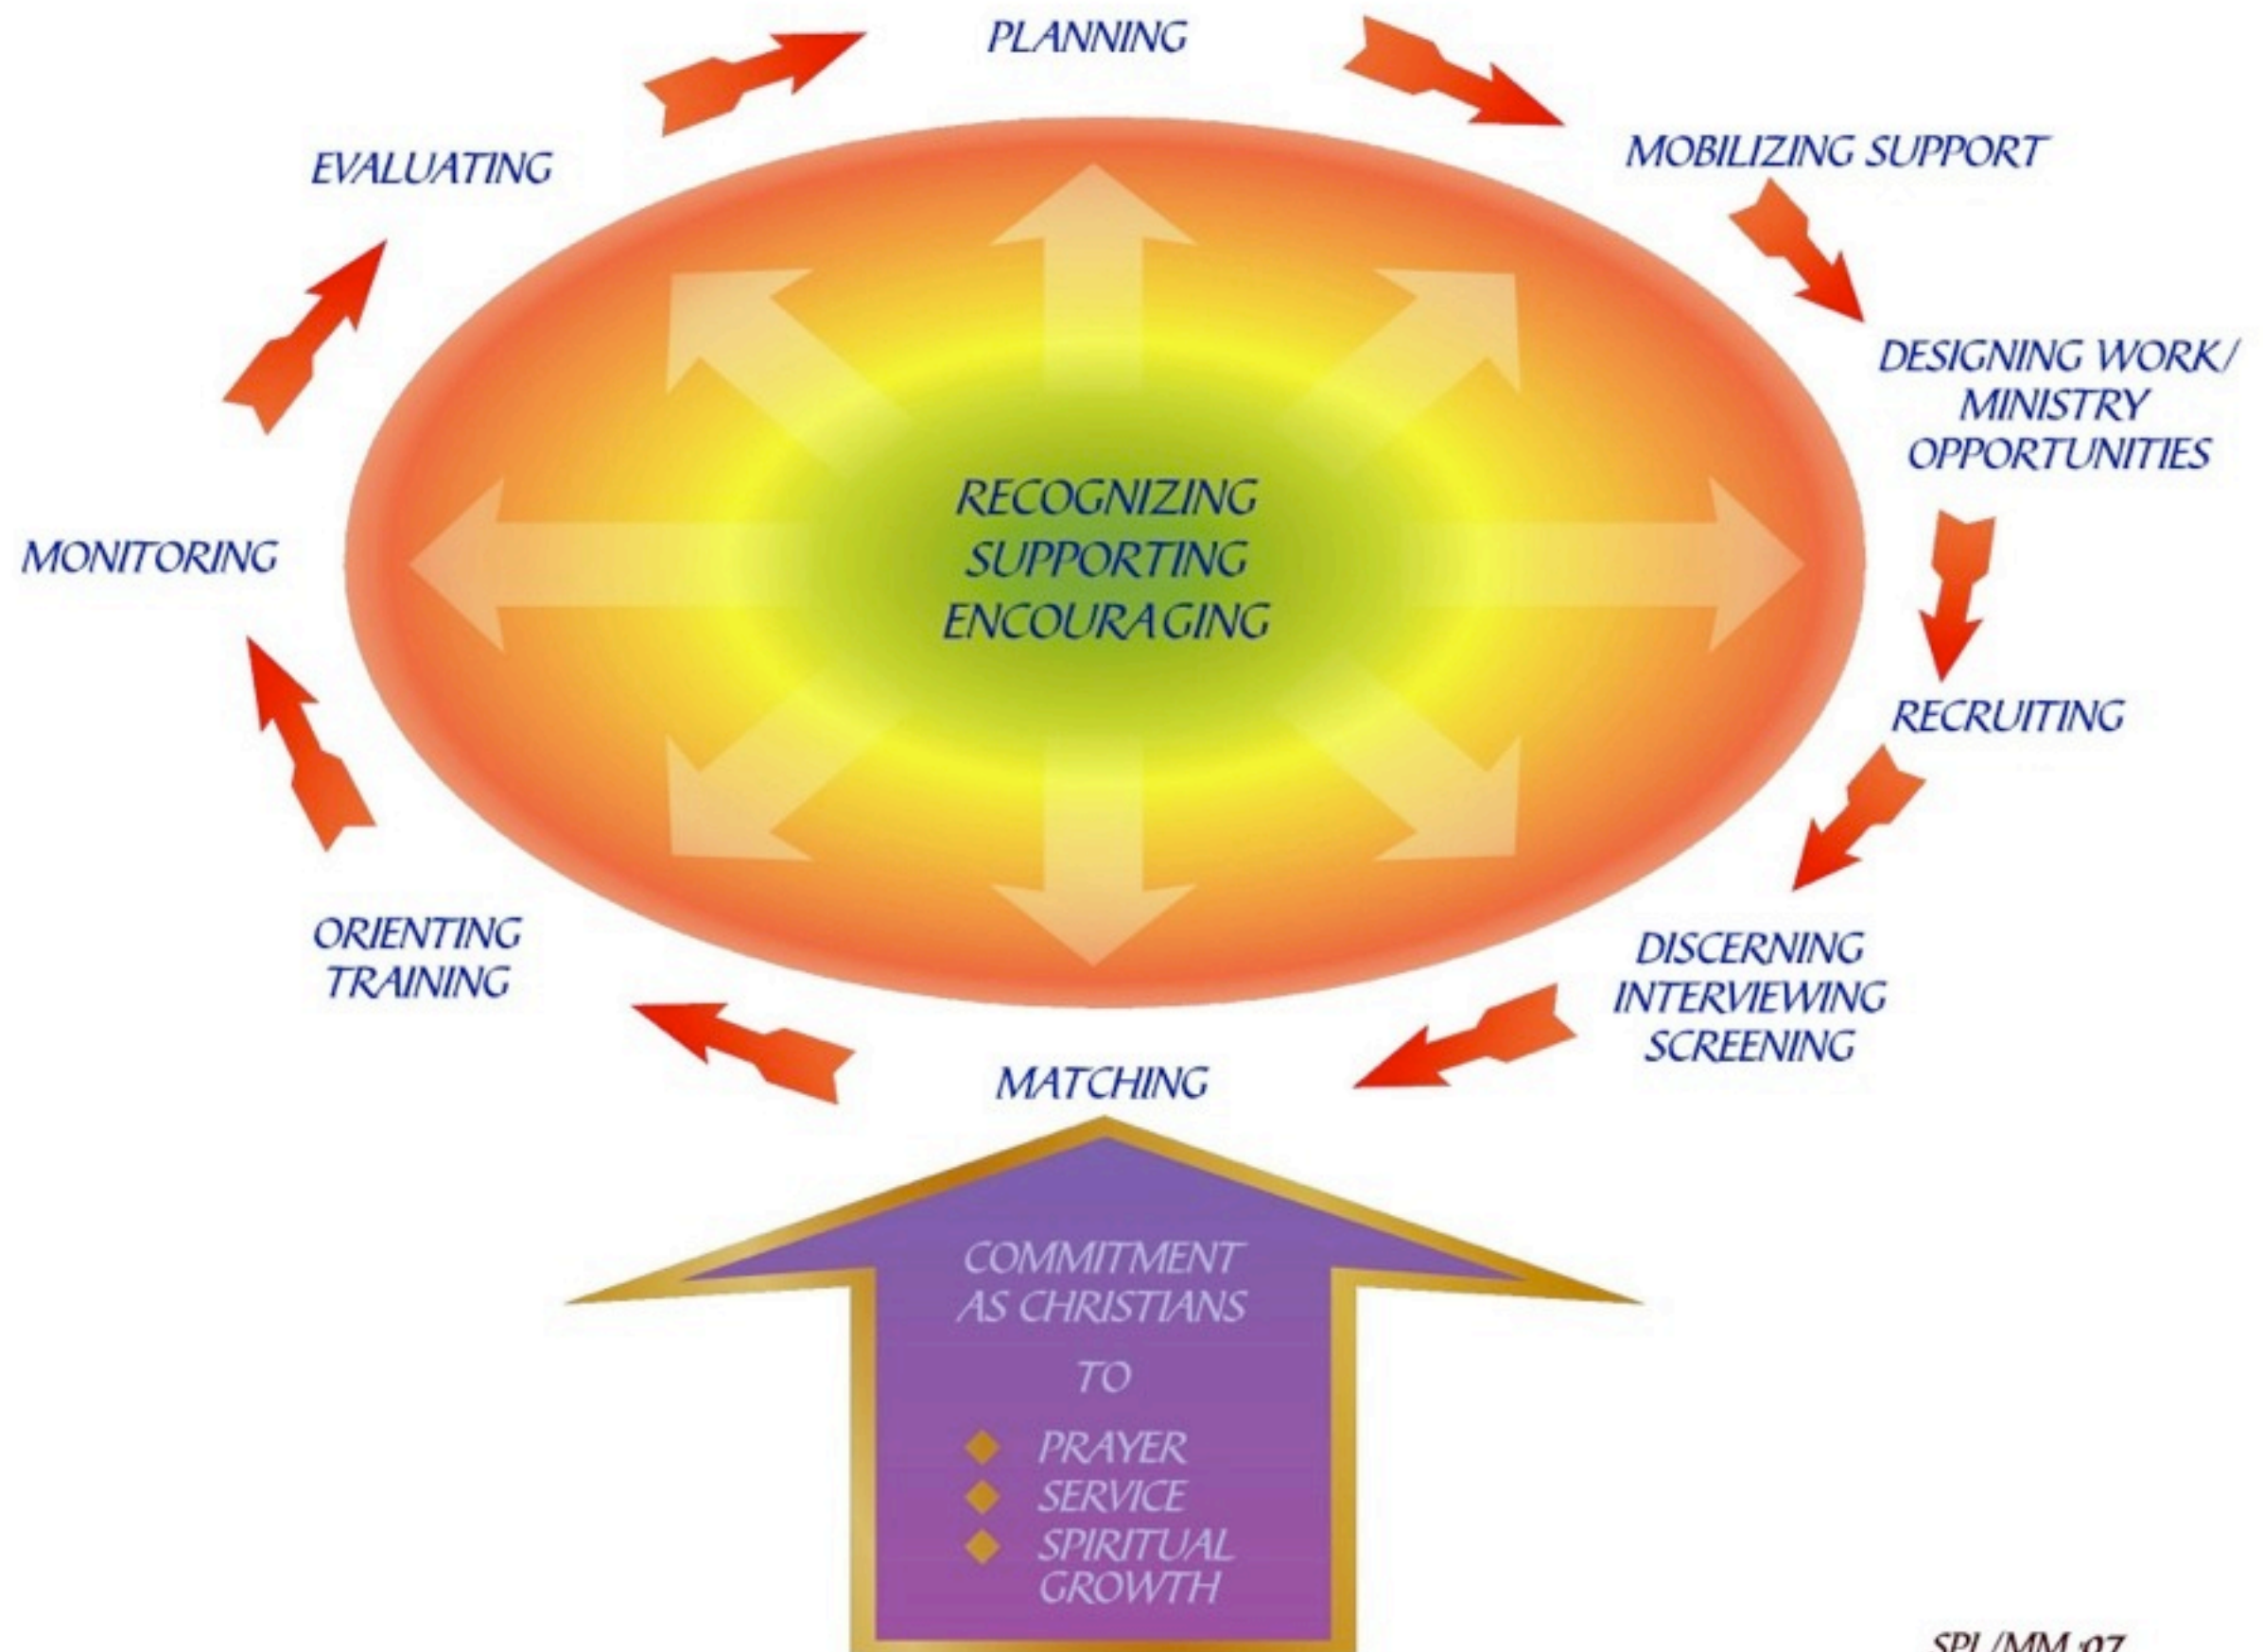 PLANNING
MOBILIZING SUPPORT
DESIGNING WORK/
MINISTRY
OPPORTUNITIES
RECRUITING
DISCERNING
INTERVIEWING
SCREENING
MATCHING
ORIENTING
TRAINING
MONITORING
EVALUATING
RECOGNIZING
SUPPORTING
ENCOURAGING
COMMITMENT
AS CHRISTIANS
TO
PRAYER
SERVICE
SPIRITUAL
GROWTH